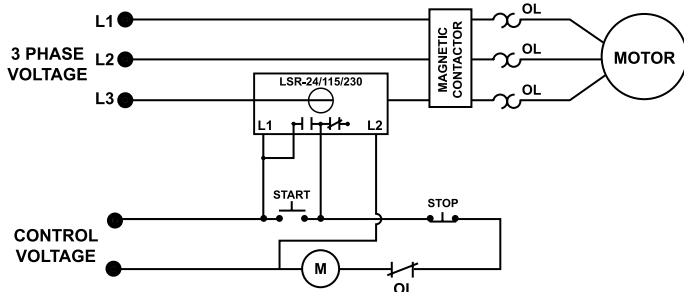 L1
OL
3 PHASE
VOLTAGE
L2
OL
MAGNETIC
CONTACTOR
MOTOR
LSR-24/115/230
L3
OL
L1
L2
START
STOP
CONTROL
VOLTAGE
M
OL